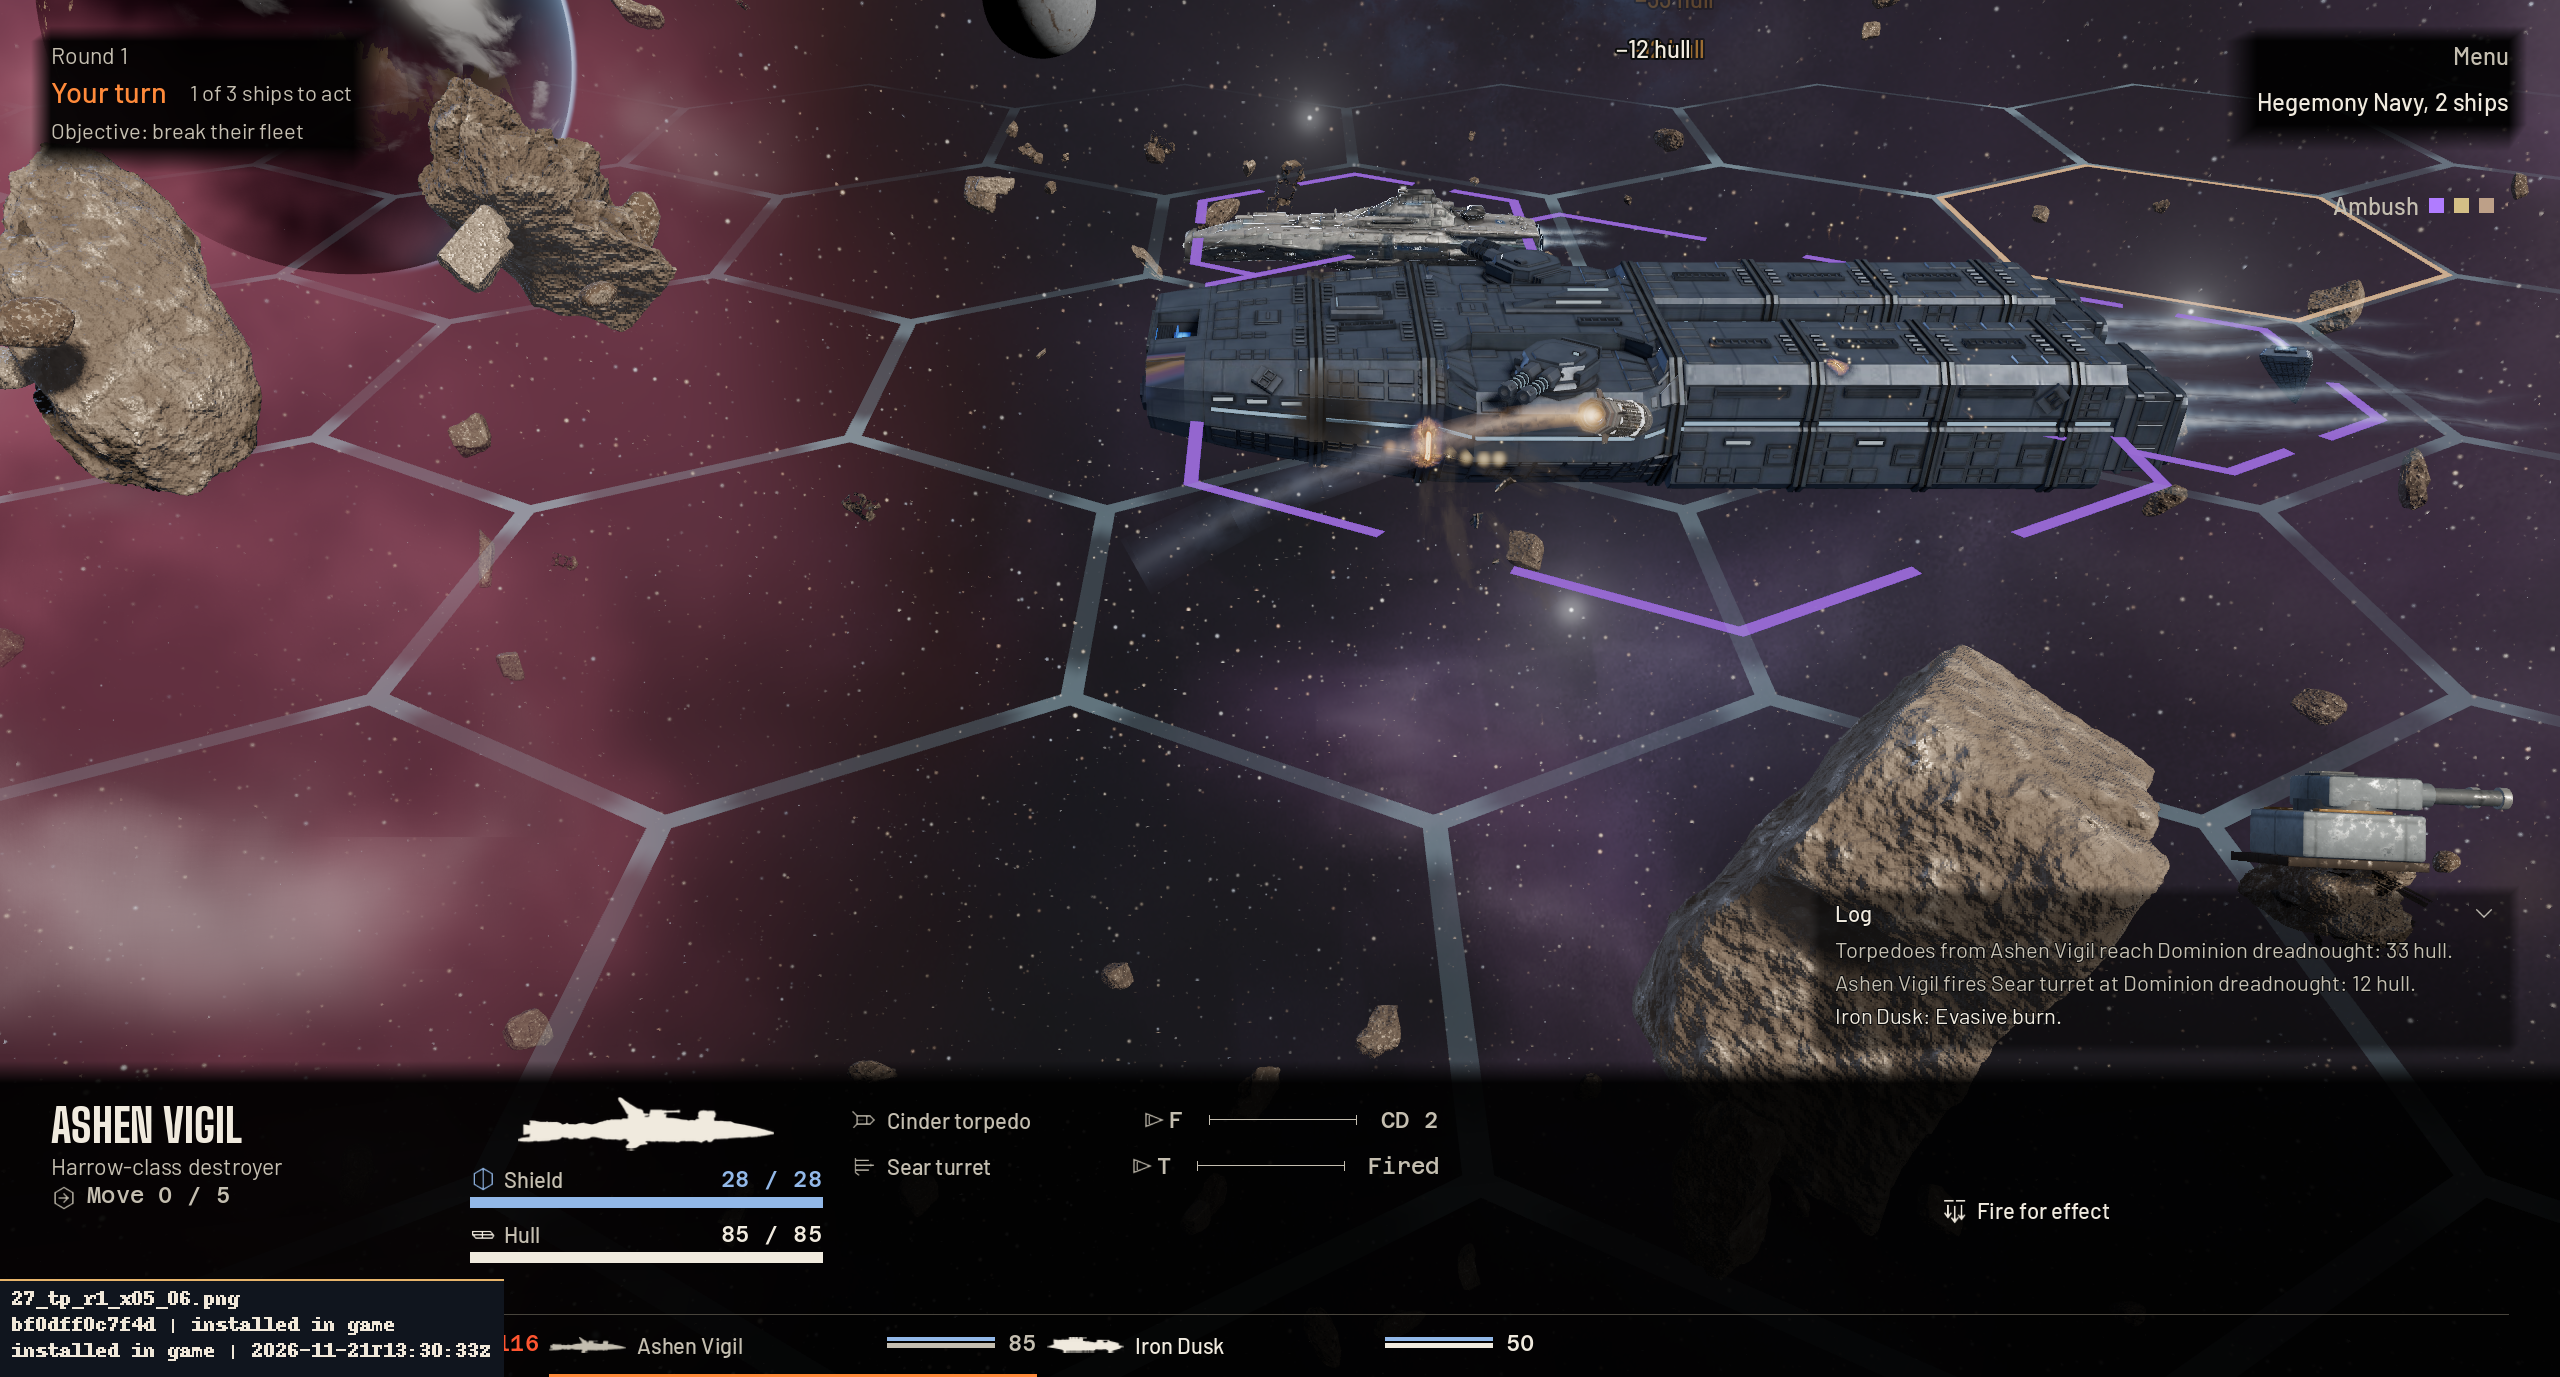 Round 1
Your turn 1 of 3 ships to act
Objective: break their fleet
-33 hull
–12 hull
Menu
Hegemony Navy, 2 ships
Ambush
Log
Torpedoes from Ashen Vigil reach Dominion dreadnought: 33 hull.
Ashen Vigil fires Sear turret at Dominion dreadnought: 12 hull.
Iron Dusk: Evasive burn.
ASHEN VIGIL
Harrow-class destroyer
Move 0 / 5
Shield 28 / 28
Hull 85 / 85
Cinder torpedo F CD 2
Sear turret T Fired
Fire for effect
27_tp_r1_x05_06.png
bf0dff0c7f4d | installed in game
installed in game | 2026-11-21T13:30:33Z
116 Ashen Vigil 85 Iron Dusk 50